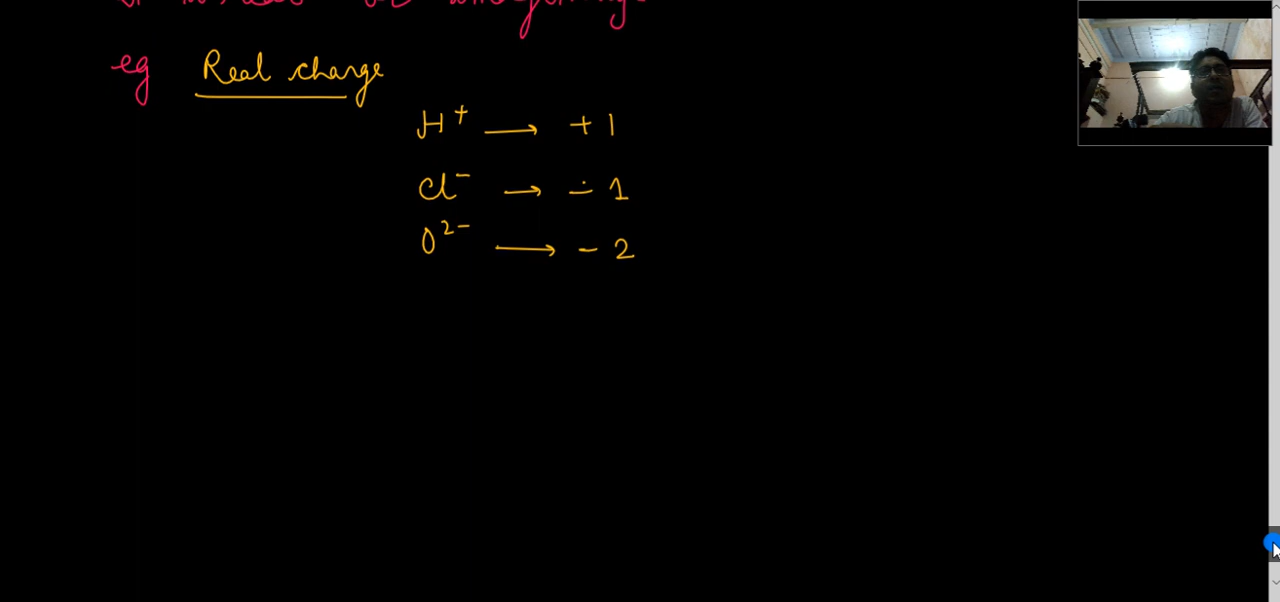 eg Real charge
H⁺ → +1
Cl⁻ → -1
O²⁻ → -2